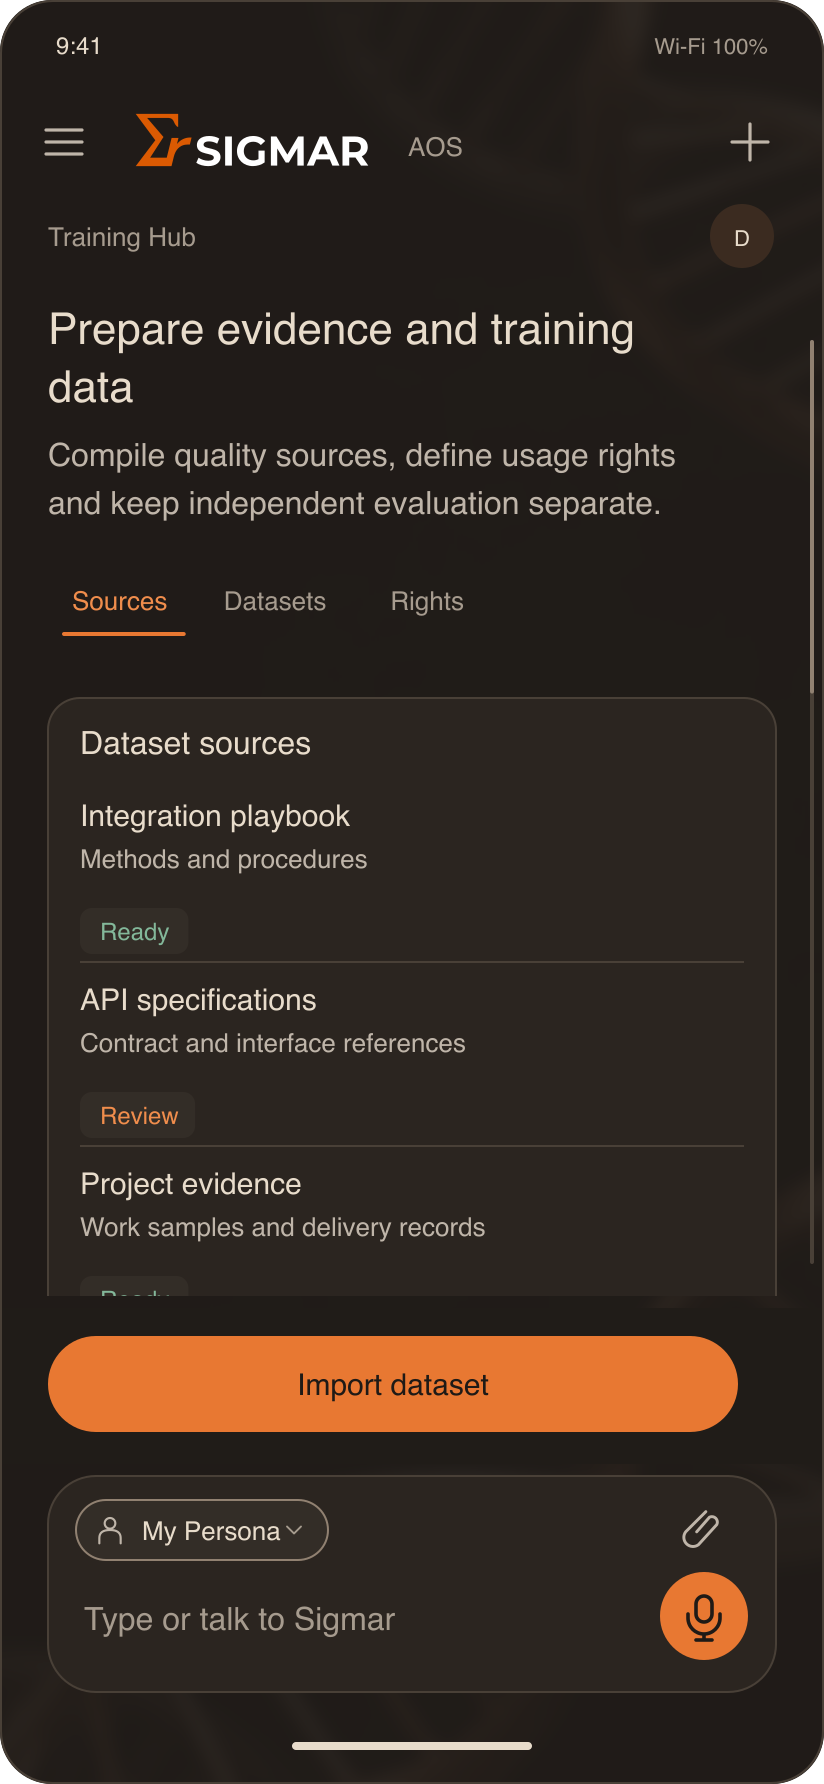 9:41
Wi-Fi 100%
Σr SIGMAR
AOS
Training Hub
D
Prepare evidence and training
data
Compile quality sources, define usage rights
and keep independent evaluation separate.
Sources
Datasets
Rights
Dataset sources
Integration playbook
Methods and procedures
Ready
API specifications
Contract and interface references
Review
Project evidence
Work samples and delivery records
Ready
Import dataset
My Persona
Type or talk to Sigmar